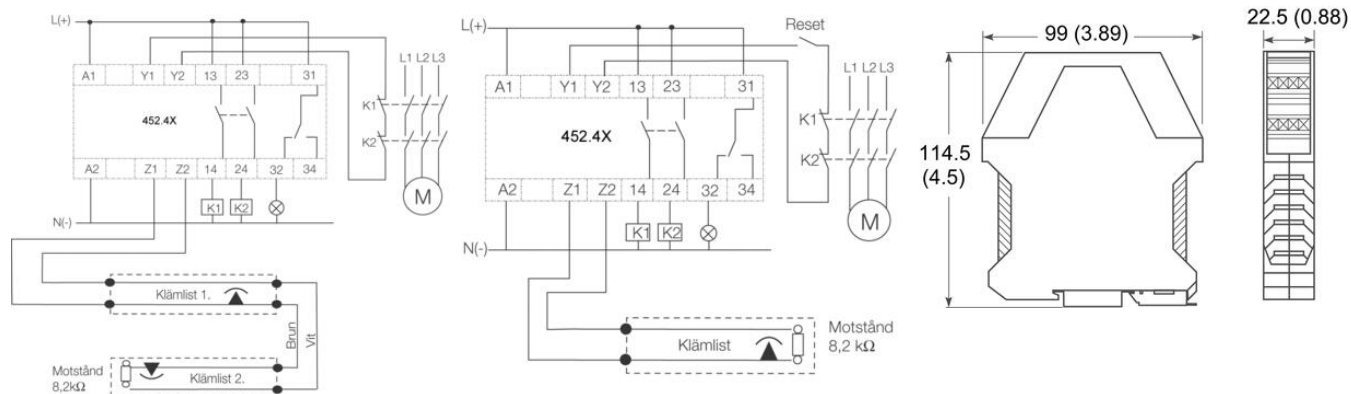 L(+)
A1 Y1 Y2 13 23 31
452.4X
A2 Z1 Z2 14 24 32 34
K1 K2
N(-)
L1 L2 L3
K1
K2
M
Klämlist 1.
Brun
Vit
Klämlist 2.
Motstånd
8,2kΩ
L(+)
Reset
A1 Y1 Y2 13 23 31
452.4X
A2 Z1 Z2 14 24 32 34
K1 K2
N(-)
L1 L2 L3
K1
K2
M
Klämlist
Motstånd
8,2 kΩ
99 (3.89)
22.5 (0.88)
114.5
(4.5)